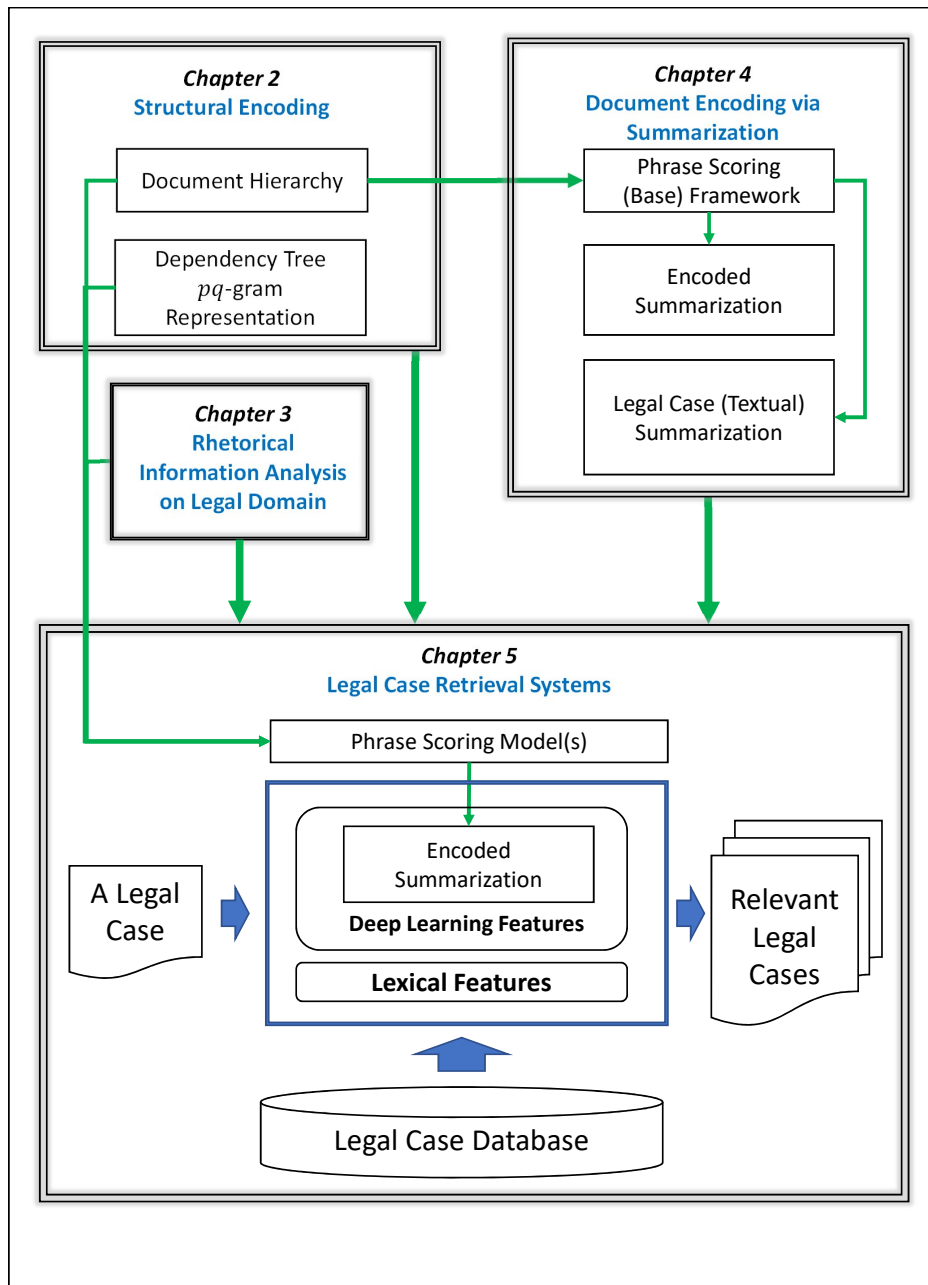 Chapter 2
Structural Encoding
Document Hierarchy
Dependency Tree
pq-gram
Representation
Chapter 4
Document Encoding via
Summarization
Phrase Scoring
(Base) Framework
Encoded
Summarization
Legal Case (Textual)
Summarization
Chapter 3
Rhetorical
Information Analysis
on Legal Domain
Chapter 5
Legal Case Retrieval Systems
Phrase Scoring Model(s)
A Legal
Case
Encoded
Summarization
Deep Learning Features
Lexical Features
Relevant
Legal
Cases
Legal Case Database